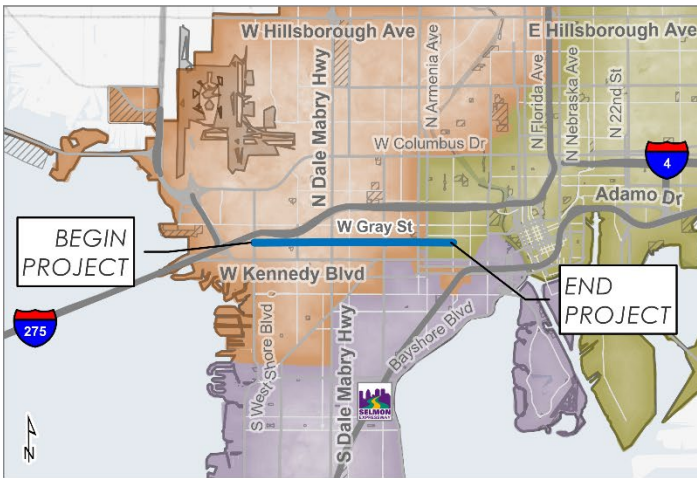 W Hillsborough Ave
E Hillsborough Ave
N Dale Mabry Hwy
N Armenia Ave
N Florida Ave
N Nebraska Ave
N 22nd St
W Columbus Dr
4
Adamo Dr
W Gray St
BEGIN
PROJECT
W Kennedy Blvd
END
PROJECT
275
S West Shore Blvd
S Dale Mabry Hwy
Bayshore Blvd
SELMON
EXPRESSWAY
N